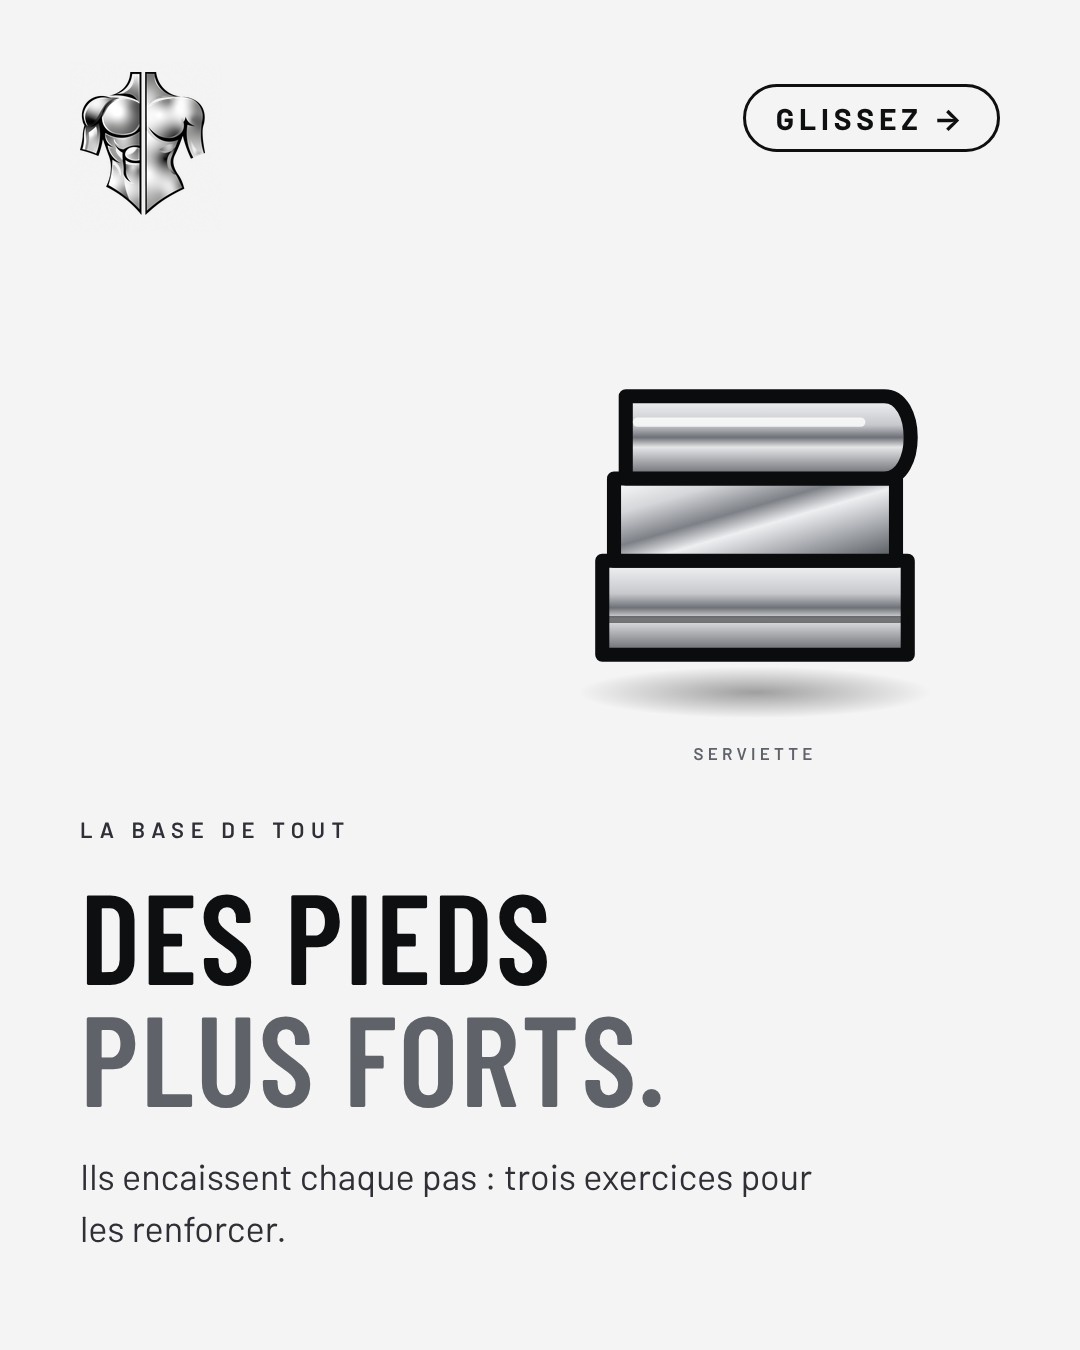 GLISSEZ →
SERVIETTE
LA BASE DE TOUT
DES PIEDS
PLUS FORTS.
Ils encaissent chaque pas : trois exercices pour
les renforcer.